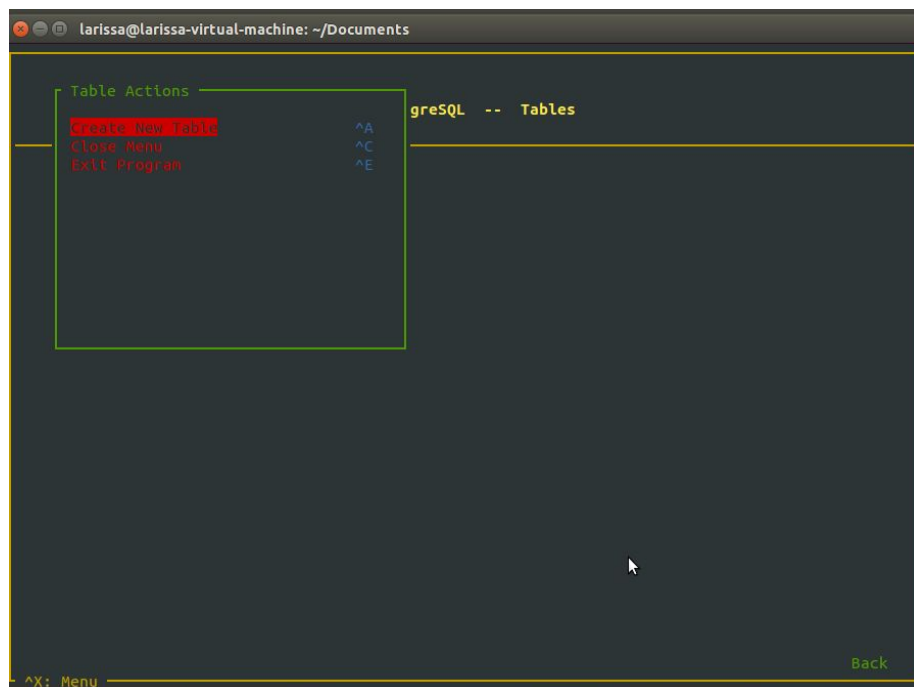 larissa@larissa-virtual-machine: ~/Documents
Table Actions
greSQL -- Tables
Create New Table ^A
Close Menu ^C
Exit Program ^E
Back
^X: Menu